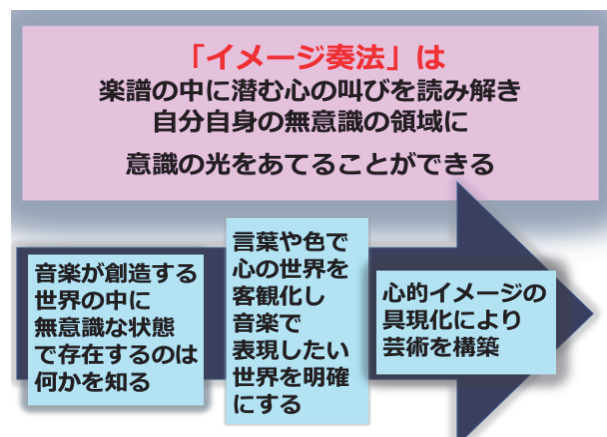 「イメージ奏法」は
楽譜の中に潜む心の叫びを読み解き
自分自身の無意識の領域に
意識の光をあてることができる
音楽が創造する
世界の中に
無意識な状態
で存在するのは
何かを知る
言葉や色で
心の世界を
客観化し
音楽で
表現したい
世界を明確
にする
心的イメージの
具現化により
芸術を構築